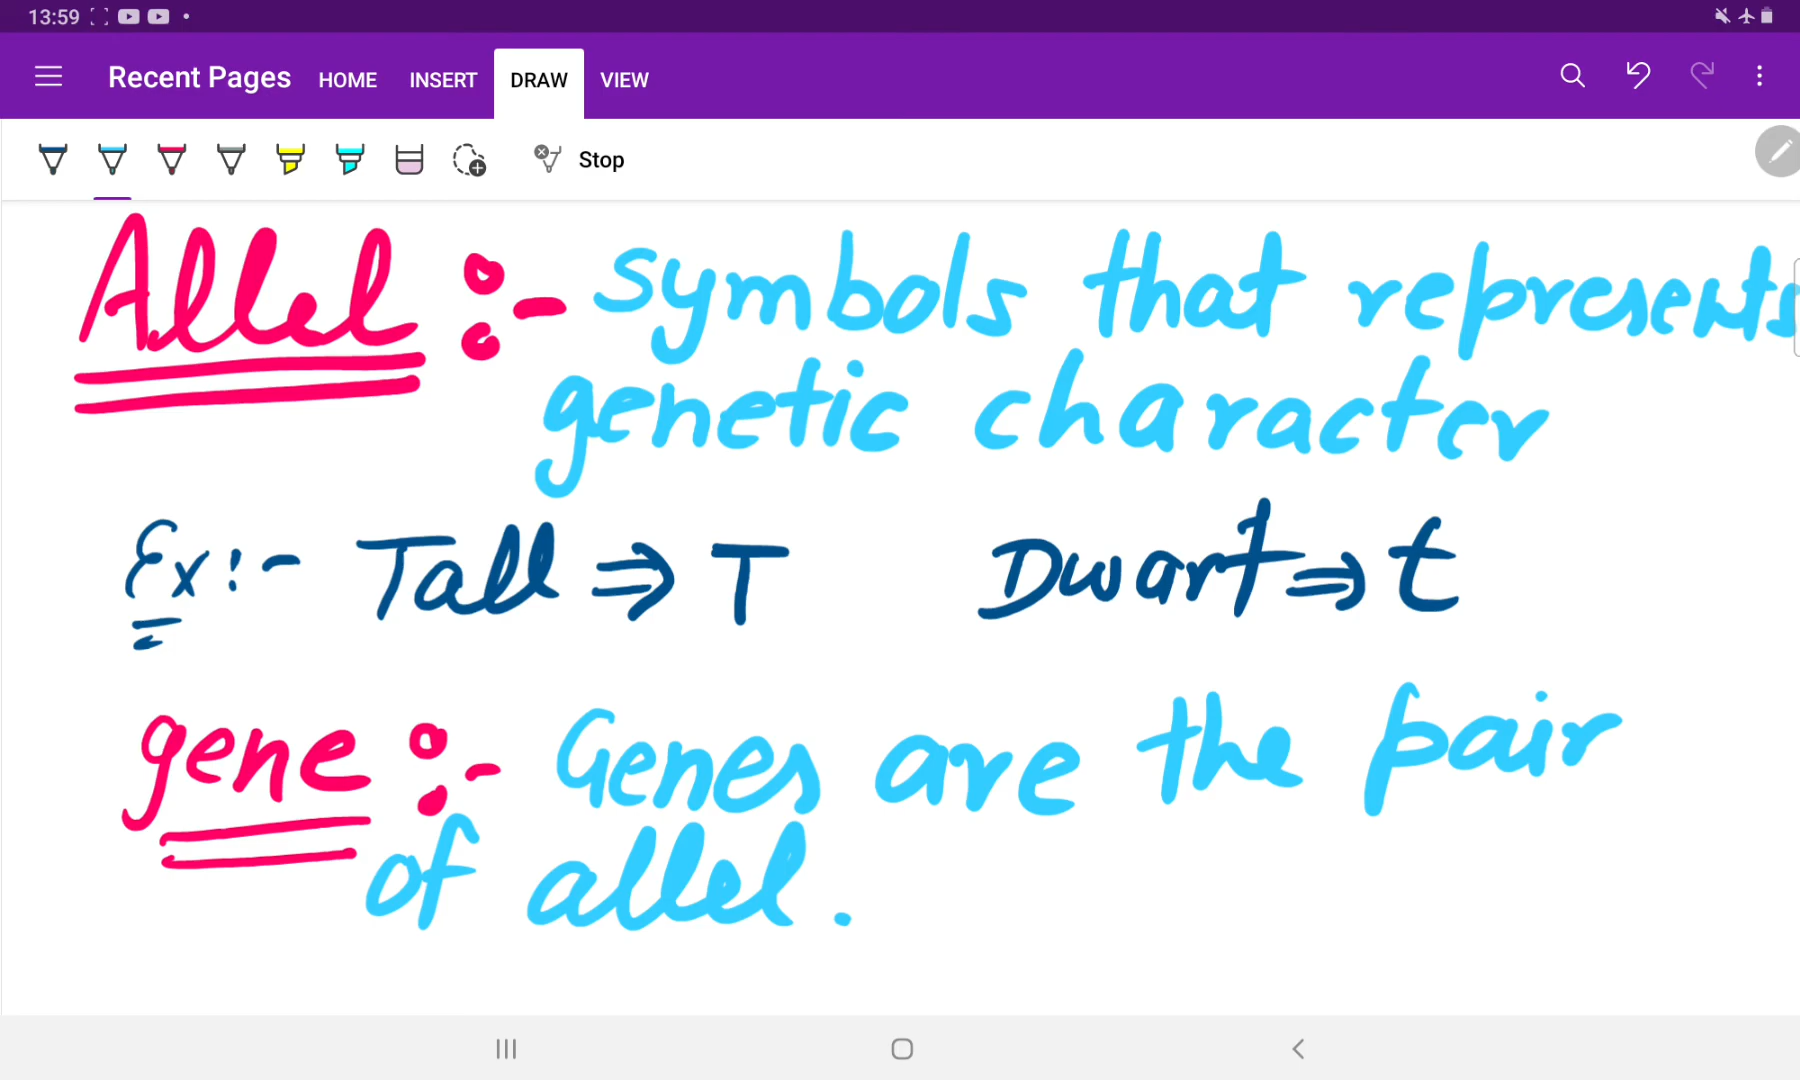 13:59
Recent Pages HOME INSERT DRAW VIEW
Stop
Allel :- symbols that represents
genetic character
Ex:- Tall ⇒ T Dwarf ⇒ t
gene :- Genes are the pair
of allel.